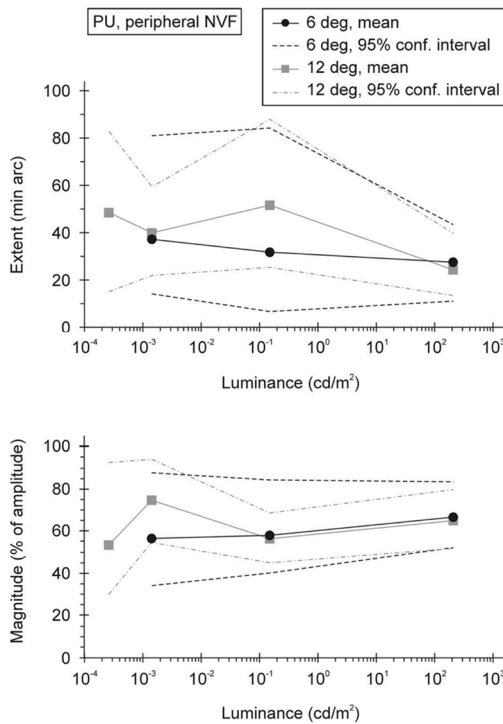 PU, peripheral NVF
6 deg, mean
6 deg, 95% conf. interval
12 deg, mean
12 deg, 95% conf. interval
100
80
60
40
20
0
Extent (min arc)
10⁻⁴ 10⁻³ 10⁻² 10⁻¹ 10⁰ 10¹ 10² 10³
Luminance (cd/m²)
100
80
60
40
20
0
Magnitude (% of amplitude)
10⁻⁴ 10⁻³ 10⁻² 10⁻¹ 10⁰ 10¹ 10² 10³
Luminance (cd/m²)